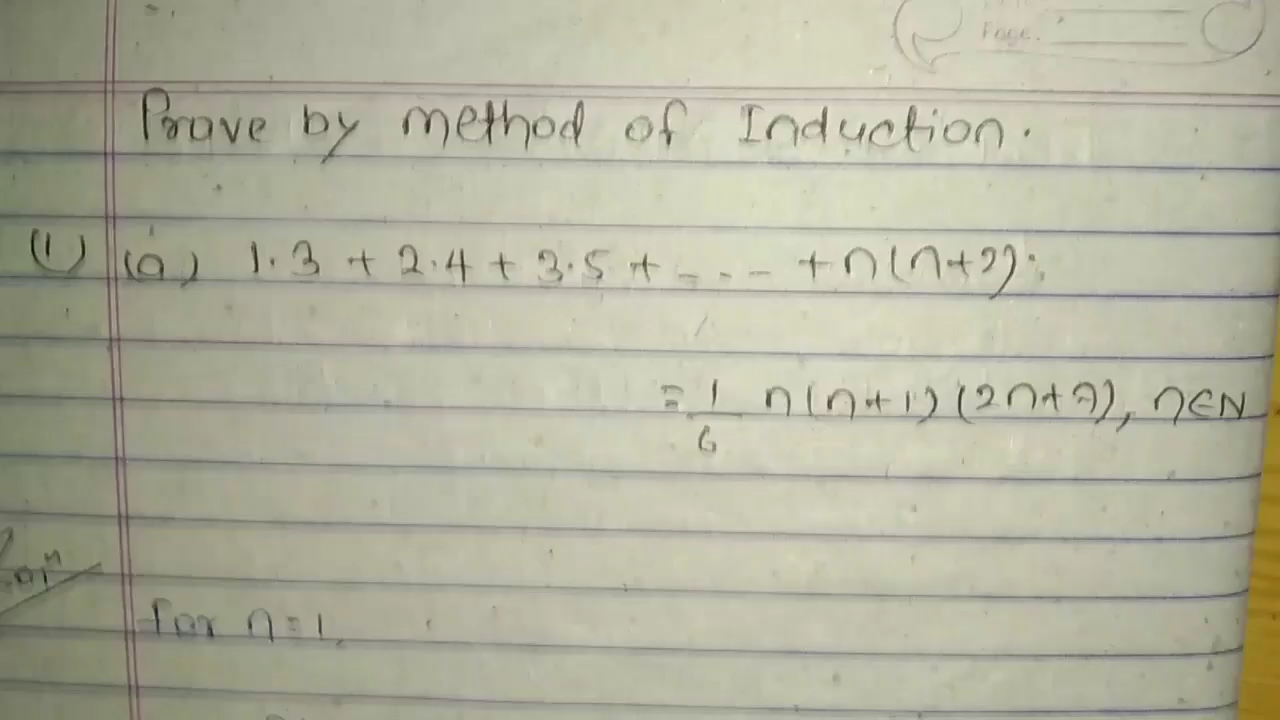 Page.
Prove by method of Induction.
(1) (a) 1.3 + 2.4 + 3.5 + - - - + n(n+2).
= 1/6 n(n+1) (2n+7), n∈N
Solⁿ
For n=1,